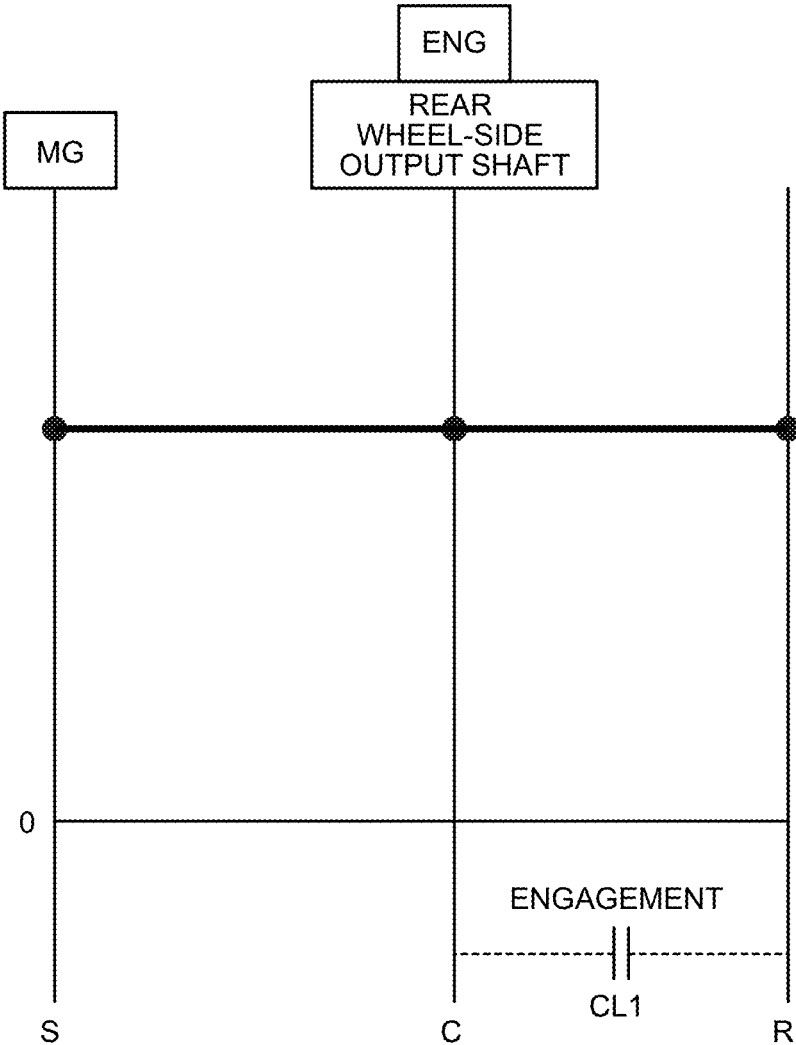 ENG
REAR
WHEEL-SIDE
OUTPUT SHAFT
MG
0
ENGAGEMENT
CL1
S
C
R